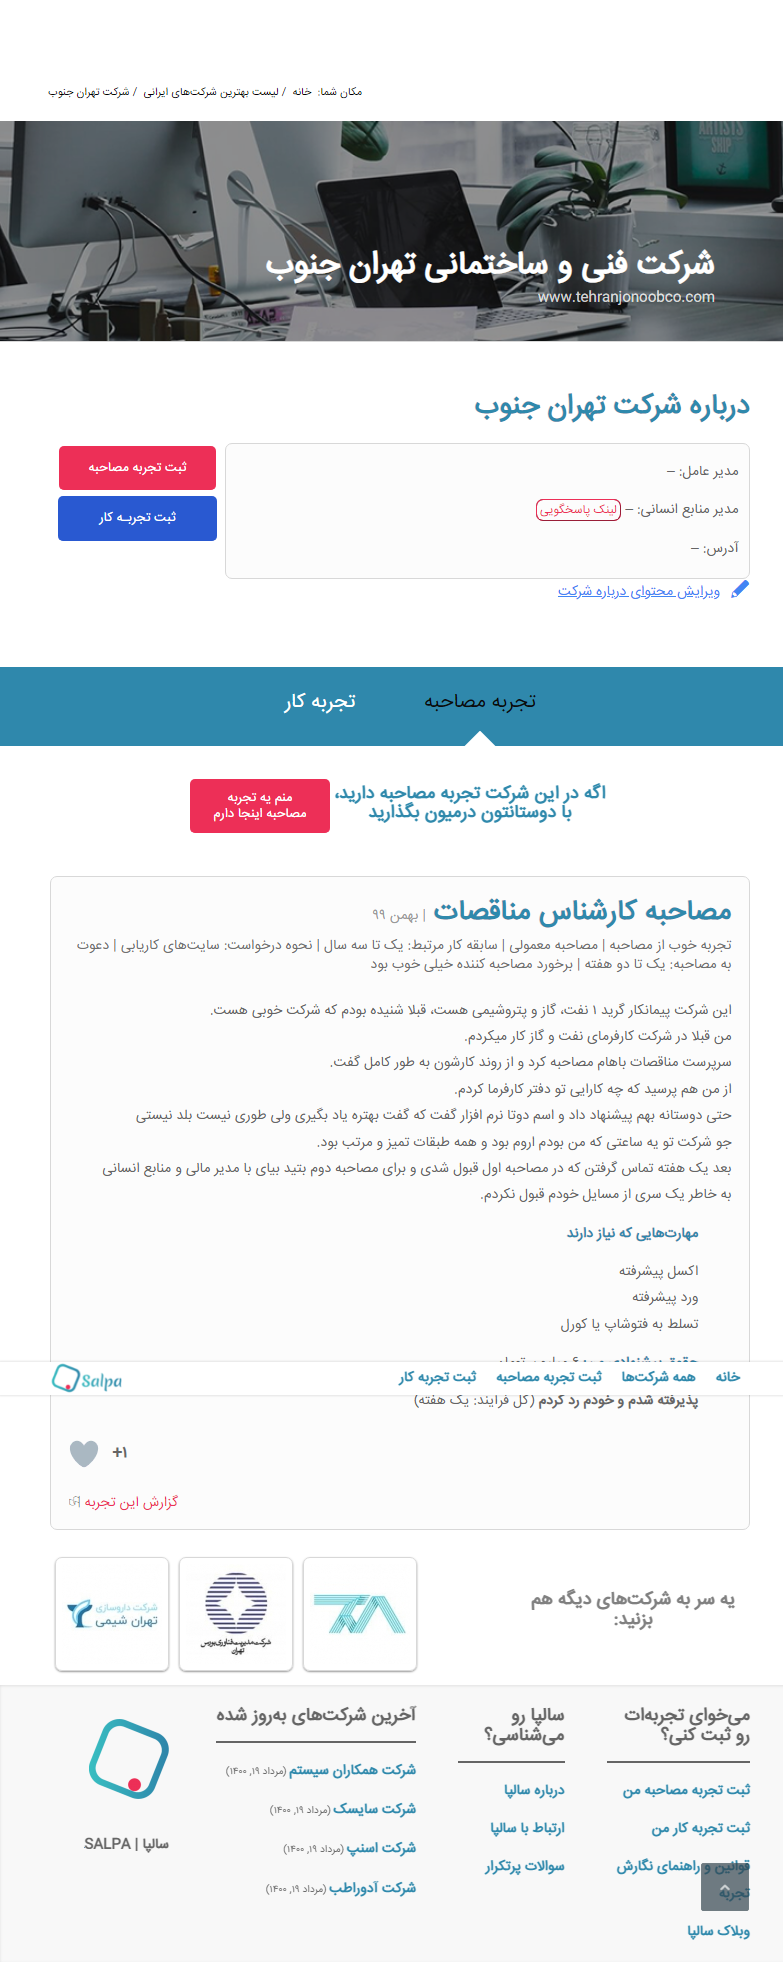 مکان شما: خانه / لیست بهترین شرکت‌های ایرانی / شرکت تهران جنوب
ARTISTS
SHIP
شرکت فنی و ساختمانی تهران جنوب
www.tehranjonoobco.com
درباره شرکت تهران جنوب
مدیر عامل: –
مدیر منابع انسانی: – لینک پاسخگویی
آدرس: –
ثبت تجربه مصاحبه
ثبت تجربـه کار
ویرایش محتوای درباره شرکت
تجربه مصاحبه
تجربه کار
اگه در این شرکت تجربه مصاحبه دارید،
با دوستانتون درمیون بگذارید
منم یه تجربه
مصاحبه اینجا دارم
مصاحبه کارشناس مناقصات | بهمن ۹۹
تجربه خوب از مصاحبه | مصاحبه معمولی | سابقه کار مرتبط: یک تا سه سال | نحوه درخواست: سایت‌های کاریابی | دعوت
به مصاحبه: یک تا دو هفته | برخورد مصاحبه کننده خیلی خوب بود
این شرکت پیمانکار گرید ۱ نفت، گاز و پتروشیمی هست، قبلا شنیده بودم که شرکت خوبی هست.
من قبلا در شرکت کارفرمای نفت و گاز کار میکردم.
سرپرست مناقصات باهام مصاحبه کرد و از روند کارشون به طور کامل گفت.
از من هم پرسید که چه کارایی تو دفتر کارفرما کردم.
حتی دوستانه بهم پیشنهاد داد و اسم دوتا نرم افزار گفت که گفت بهتره یاد بگیری ولی طوری نیست بلد نیستی
جو شرکت تو یه ساعتی که من بودم اروم بود و همه طبقات تمیز و مرتب بود.
بعد یک هفته تماس گرفتن که در مصاحبه اول قبول شدی و برای مصاحبه دوم بتید بیای با مدیر مالی و منابع انسانی
به خاطر یک سری از مسایل خودم قبول نکردم.
مهارت‌هایی که نیاز دارند
اکسل پیشرفته
ورد پیشرفته
تسلط به فتوشاپ یا کورل
خانه همه شرکت‌ها ثبت تجربه مصاحبه ثبت تجربه کار
Salpa
پذیرفته شدم و خودم رد کردم (کل فرآیند: یک هفته)
+۱
گزارش این تجربه
یه سر به شرکت‌های دیگه هم
بزنید:
شرکت مدیریت فناوری بورس
تهران
شرکت داروسازی
تهران شیمی
می‌خوای تجربه‌ات
رو ثبت کنی؟
ثبت تجربه مصاحبه من
ثبت تجربه کار من
قوانین و راهنمای نگارش
تجربه
وبلاگ سالپا
سالپا رو
می‌شناسی؟
درباره سالپا
ارتباط با سالپا
سوالات پرتکرار
آخرین شرکت‌های به‌روز شده
شرکت همکاران سیستم (مرداد ۱۹, ۱۴۰۰)
شرکت سایسک (مرداد ۱۹, ۱۴۰۰)
شرکت اسنپ (مرداد ۱۹, ۱۴۰۰)
شرکت آدوراطب (مرداد ۱۹, ۱۴۰۰)
سالپا | SALPA